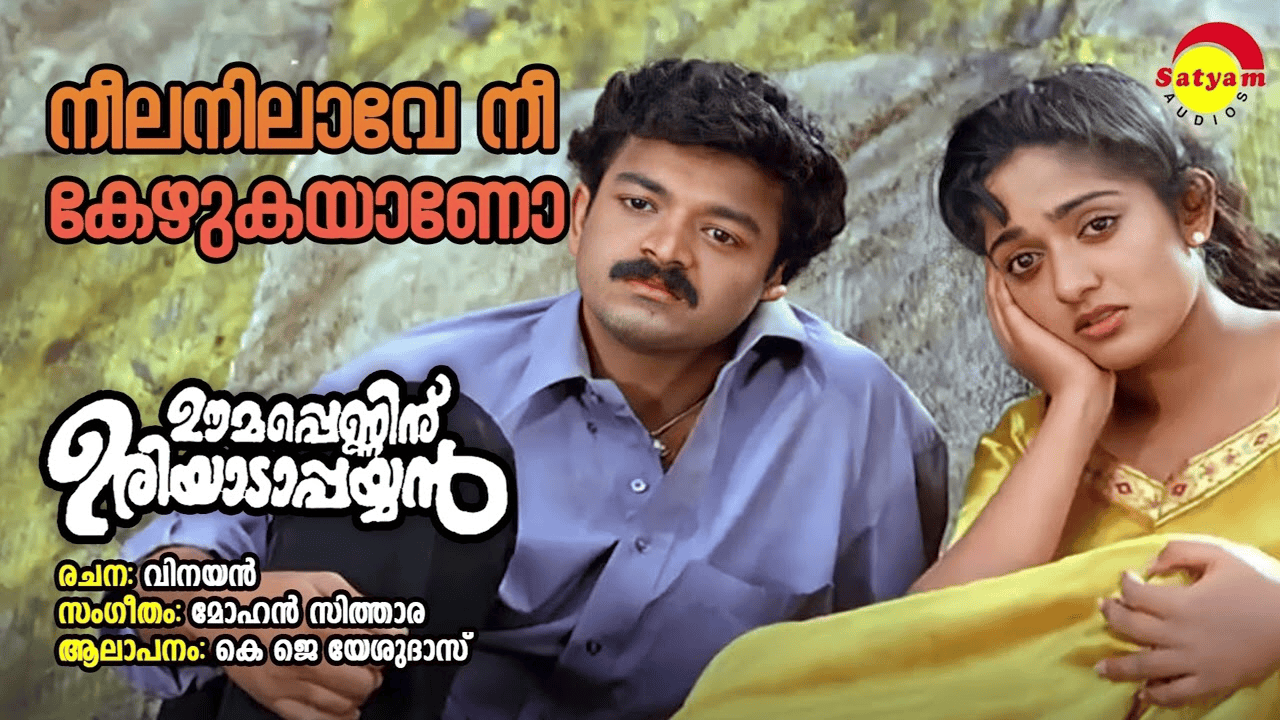 നീലനിലാവേ നീ
കേഴുകയാണോ
Satyam
AUDIOS
ഊമപ്പെണ്ണിന്
ഉരിയാടാപ്പയ്യൻ
രചന: വിനയൻ
സംഗീതം: മോഹൻ സിത്താര
ആലാപനം: കെ ജെ യേശുദാസ്